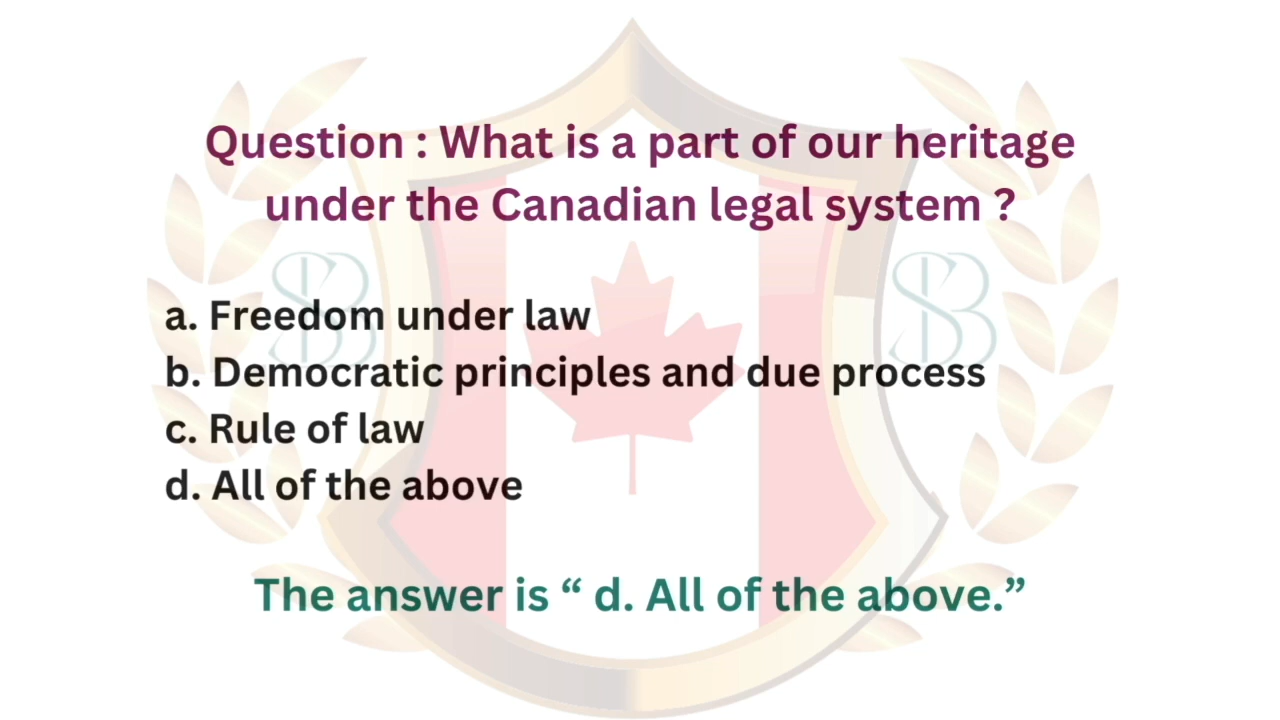 Question : What is a part of our heritage
under the Canadian legal system ?
a. Freedom under law
b. Democratic principles and due process
c. Rule of law
d. All of the above
The answer is “ d. All of the above.”